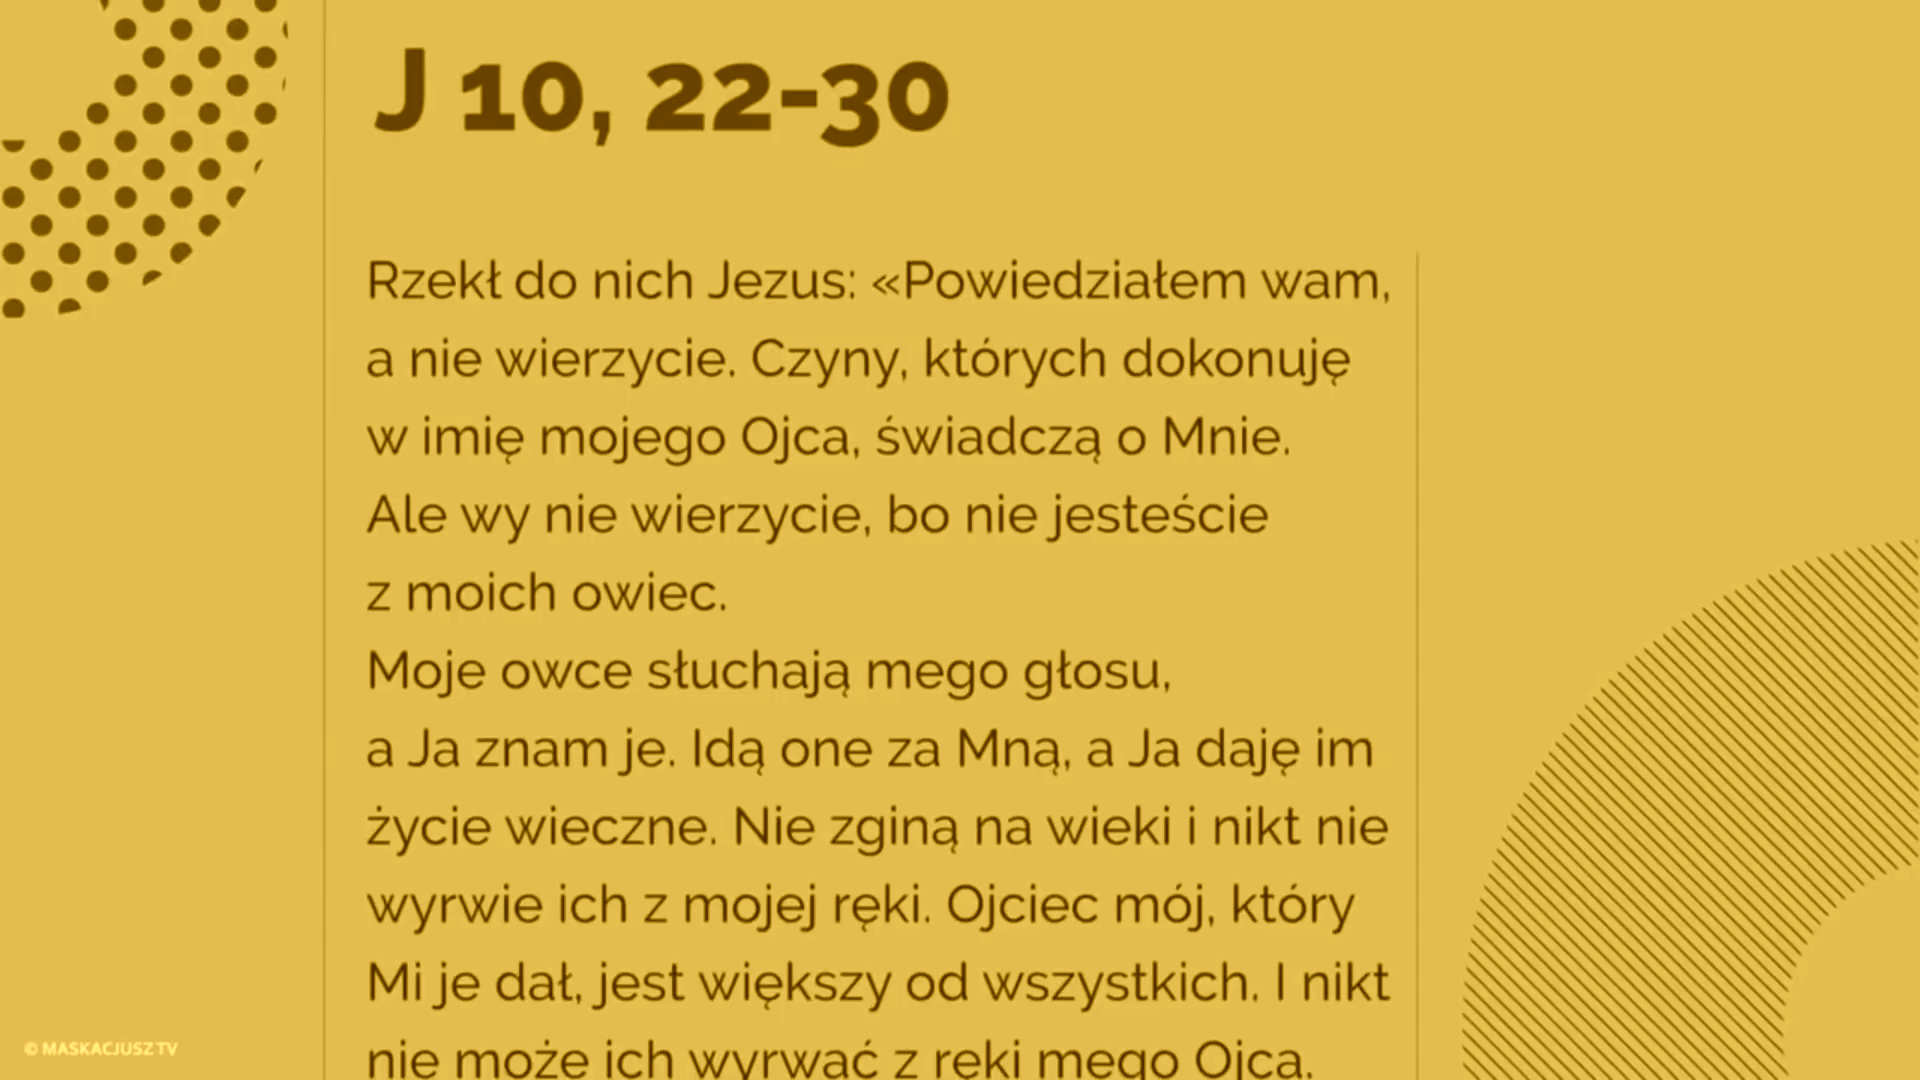 J 10, 22-30
Rzekł do nich Jezus: «Powiedziałem wam,
a nie wierzycie. Czyny, których dokonuję
w imię mojego Ojca, świadczą o Mnie.
Ale wy nie wierzycie, bo nie jesteście
z moich owiec.
Moje owce słuchają mego głosu,
a Ja znam je. Idą one za Mną, a Ja daję im
życie wieczne. Nie zginą na wieki i nikt nie
wyrwie ich z mojej ręki. Ojciec mój, który
Mi je dał, jest większy od wszystkich. I nikt
nie może ich wyrwać z ręki mego Ojca.
© MASKACJUSZ TV